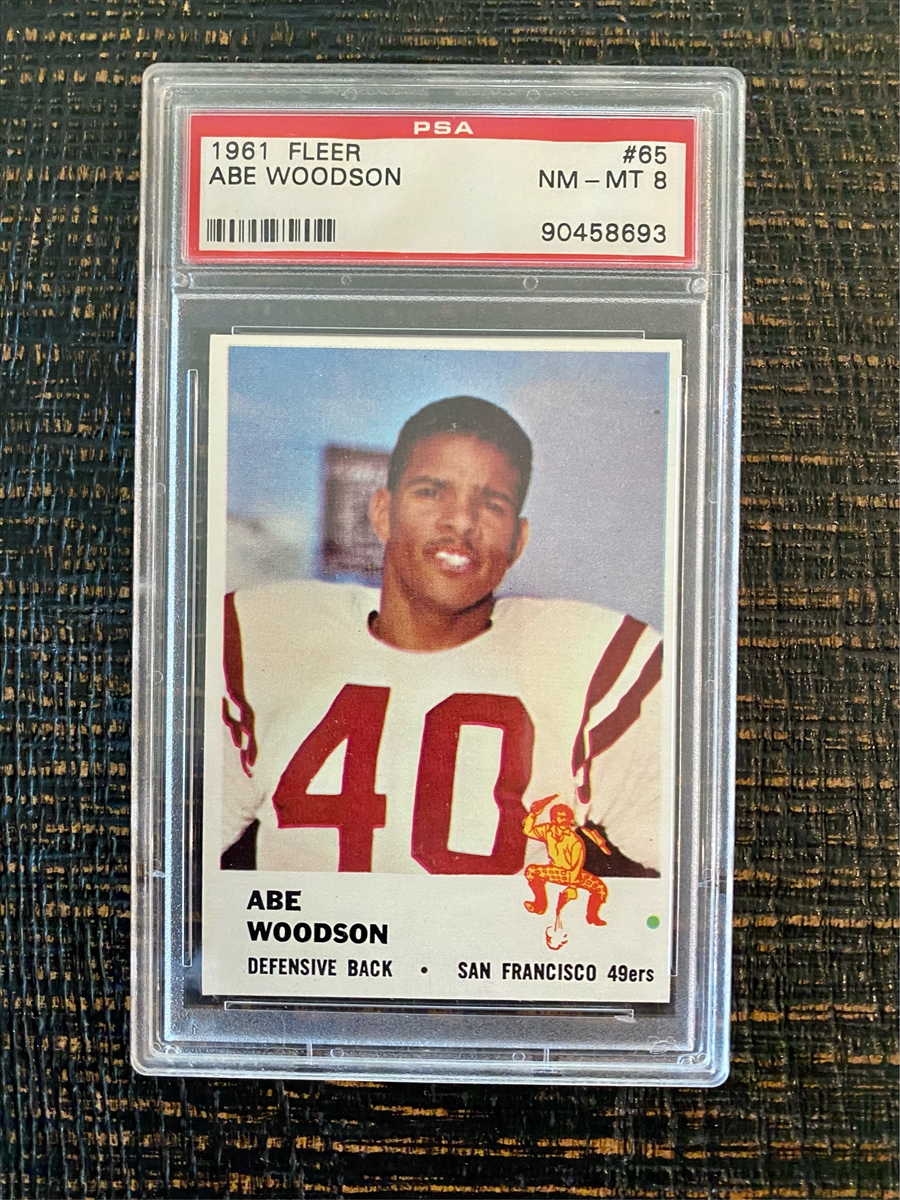 PSA
1961 FLEER #65
ABE WOODSON NM-MT 8
90458693
40
ABE
WOODSON
DEFENSIVE BACK • SAN FRANCISCO 49ers